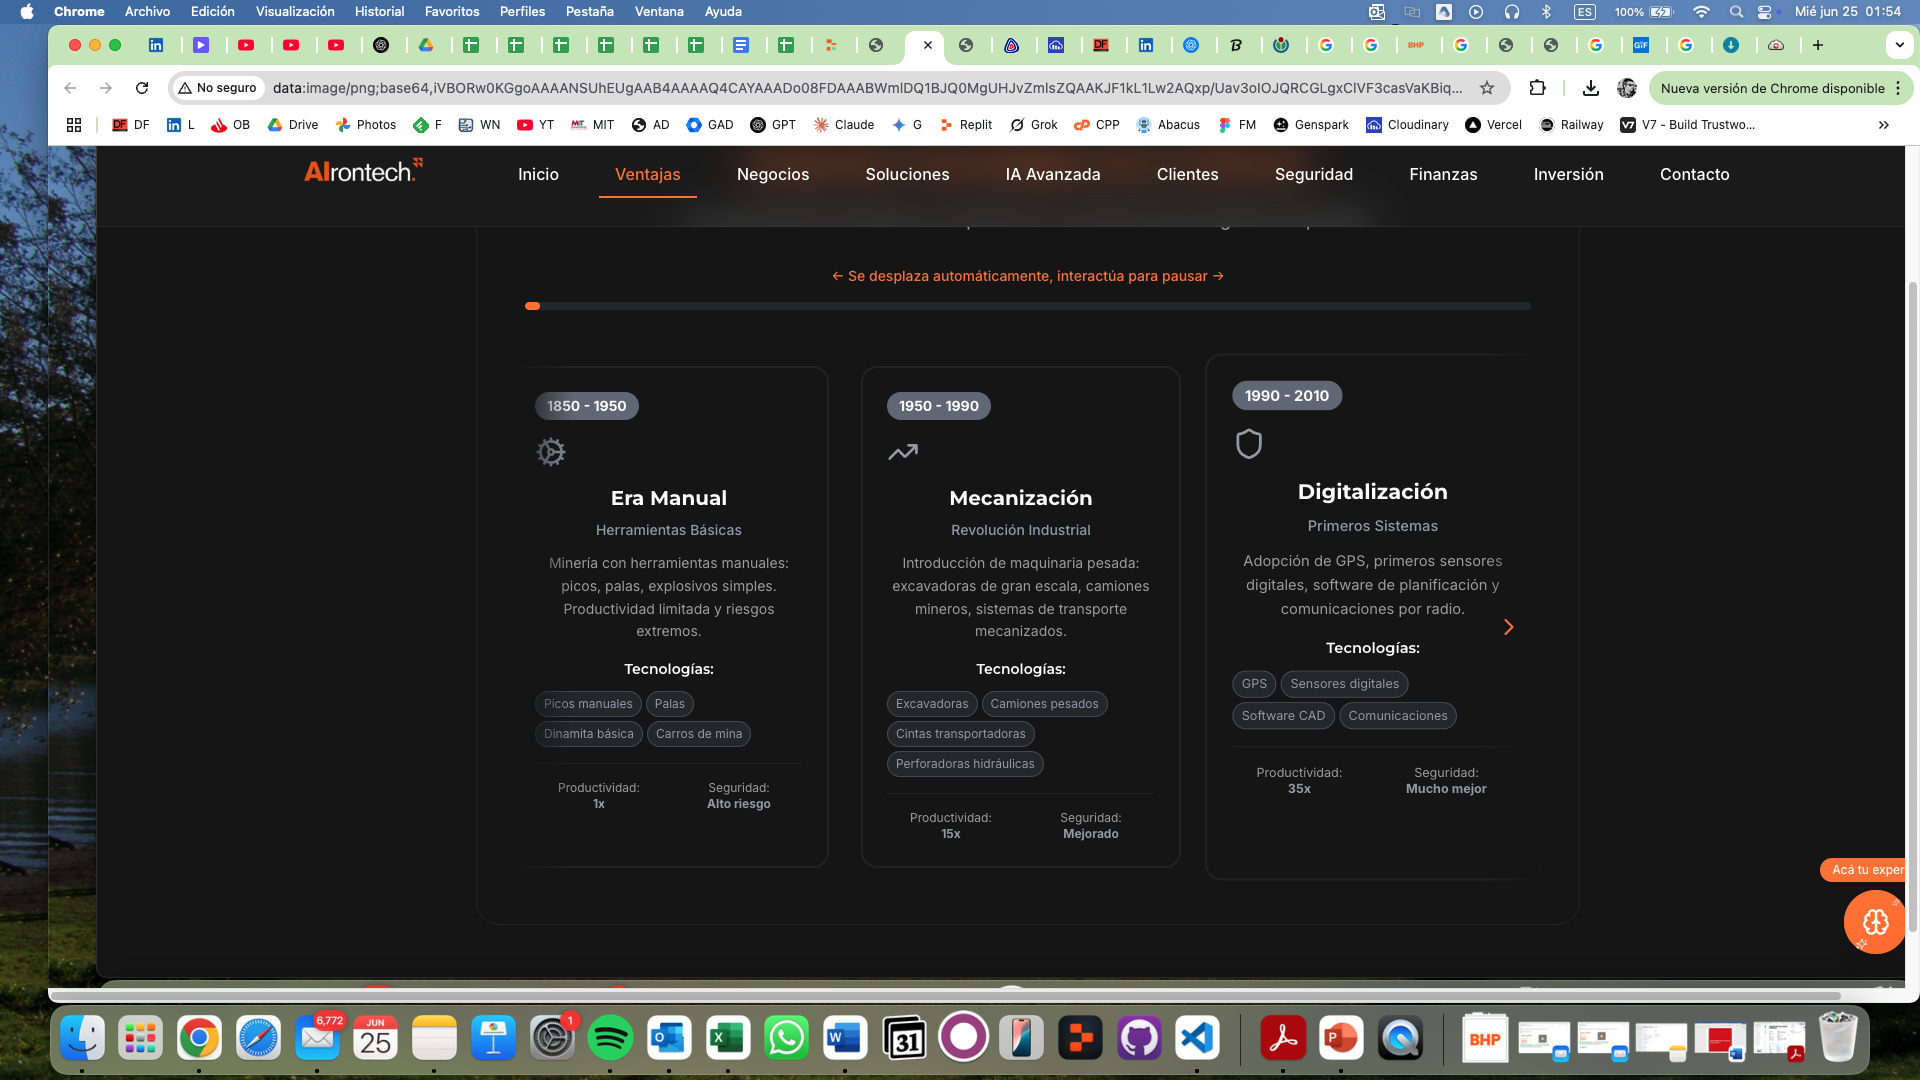 Chrome Archivo Edición Visualización Historial Favoritos Perfiles Pestaña Ventana Ayuda
ES 100% Mié jun 25 01:54
No seguro data:image/png;base64,iVBORw0KGgoAAAANSUhEUgAAB4AAAAQ4CAYAAADo08FDAAABWmlDQ1BJQ0MgUHJvZmlsZQAAKJF1kL1Lw2AQxp/Uav3oIOJQRCGLgxClVF3casVaKBiq... Nueva versión de Chrome disponible
DF L OB Drive Photos F WN YT MIT AD GAD GPT Claude G Replit Grok CPP Abacus FM Genspark Cloudinary Vercel Railway V7 - Build Trustwo...
AIrontech.
Inicio Ventajas Negocios Soluciones IA Avanzada Clientes Seguridad Finanzas Inversión Contacto
← Se desplaza automáticamente, interactúa para pausar →
1850 - 1950
Era Manual
Herramientas Básicas
Minería con herramientas manuales:
picos, palas, explosivos simples.
Productividad limitada y riesgos
extremos.
Tecnologías:
Picos manuales Palas
Dinamita básica Carros de mina
Productividad: Seguridad:
1x Alto riesgo
1950 - 1990
Mecanización
Revolución Industrial
Introducción de maquinaria pesada:
excavadoras de gran escala, camiones
mineros, sistemas de transporte
mecanizados.
Tecnologías:
Excavadoras Camiones pesados
Cintas transportadoras
Perforadoras hidráulicas
Productividad: Seguridad:
15x Mejorado
1990 - 2010
Digitalización
Primeros Sistemas
Adopción de GPS, primeros sensores
digitales, software de planificación y
comunicaciones por radio.
Tecnologías:
GPS Sensores digitales
Software CAD Comunicaciones
Productividad: Seguridad:
35x Mucho mejor
Acá tu exper
6,772
JUN
25
1
31
BHP